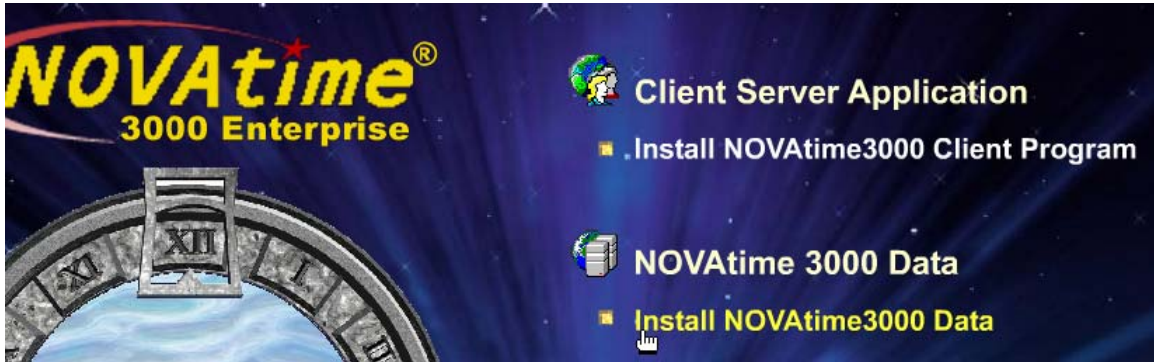 NOVAtime®
3000 Enterprise
Client Server Application
Install NOVAtime3000 Client Program
NOVAtime 3000 Data
Install NOVAtime3000 Data
XI
XII
I